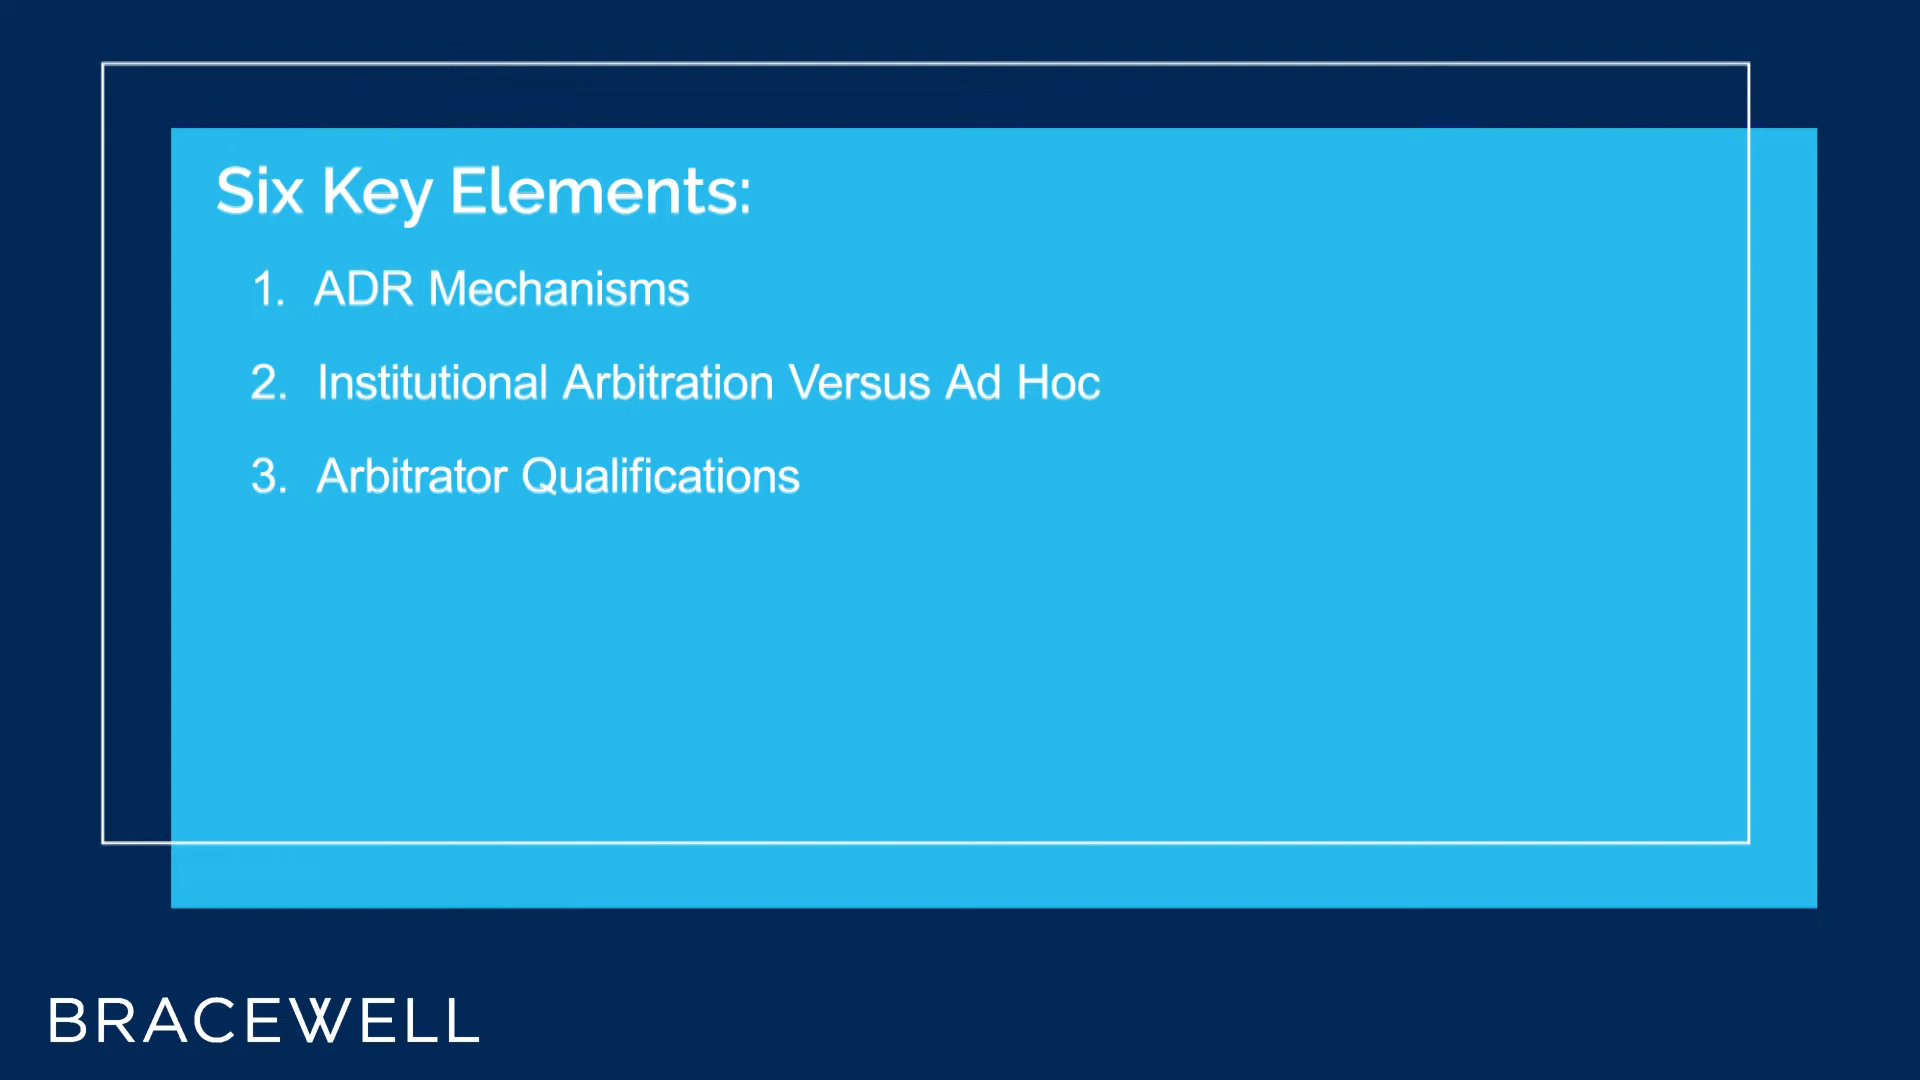 Six Key Elements:
1. ADR Mechanisms
2. Institutional Arbitration Versus Ad Hoc
3. Arbitrator Qualifications
BRACEWELL